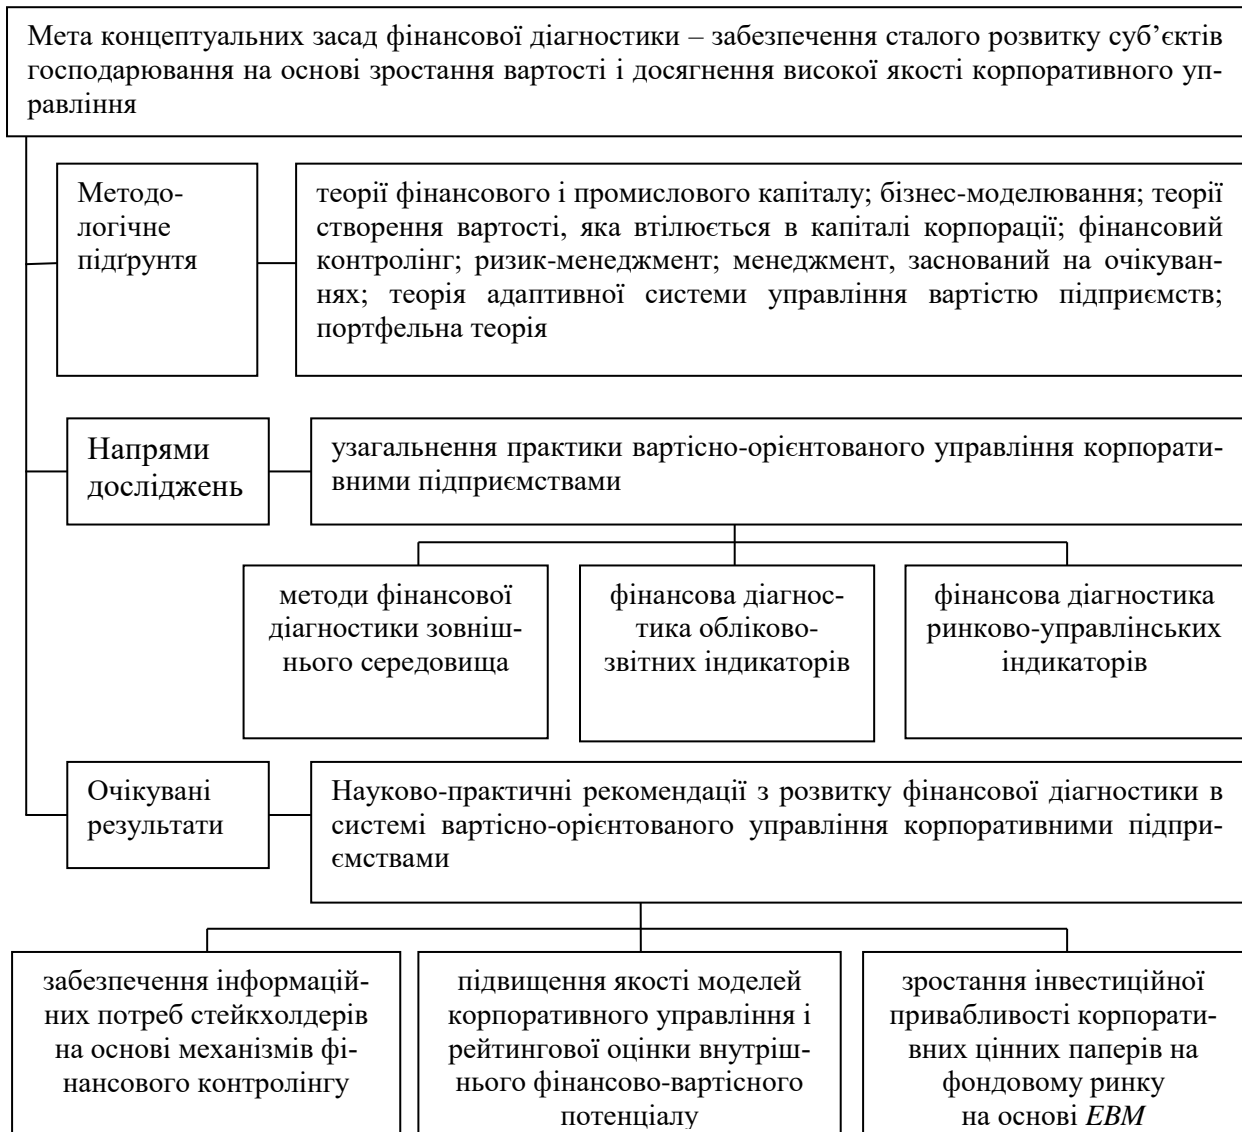 Мета концептуальних засад фінансової діагностики – забезпечення сталого розвитку суб’єктів
господарювання на основі зростання вартості і досягнення високої якості корпоративного уп-
равління
Методо-
логічне
підґрунтя
теорії фінансового і промислового капіталу; бізнес-моделювання; теорії
створення вартості, яка втілюється в капіталі корпорації; фінансовий
контролінг; ризик-менеджмент; менеджмент, заснований на очікуван-
нях; теорія адаптивної системи управління вартістю підприємств;
портфельна теорія
Напрями
досліджень
узагальнення практики вартісно-орієнтованого управління корпорати-
вними підприємствами
методи фінансової
діагностики зовніш-
нього середовища
фінансова діагнос-
тика обліково-
звітних індикаторів
фінансова діагностика
ринково-управлінських
індикаторів
Очікувані
результати
Науково-практичні рекомендації з розвитку фінансової діагностики в
системі вартісно-орієнтованого управління корпоративними підпри-
ємствами
забезпечення інформацій-
них потреб стейкхолдерів
на основі механізмів фі-
нансового контролінгу
підвищення якості моделей
корпоративного управління і
рейтингової оцінки внутріш-
нього фінансово-вартісного
потенціалу
зростання інвестиційної
привабливості корпорати-
вних цінних паперів на
фондовому ринку
на основі EBM